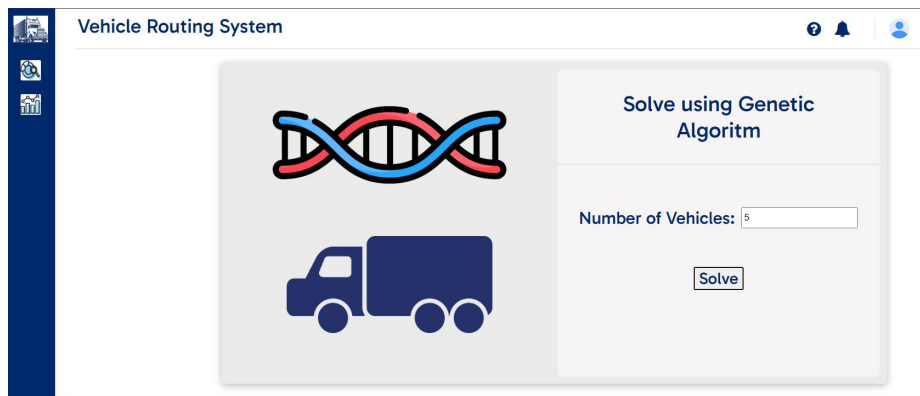 Vehicle Routing System
Solve using Genetic
Algoritm
Number of Vehicles: 5
Solve